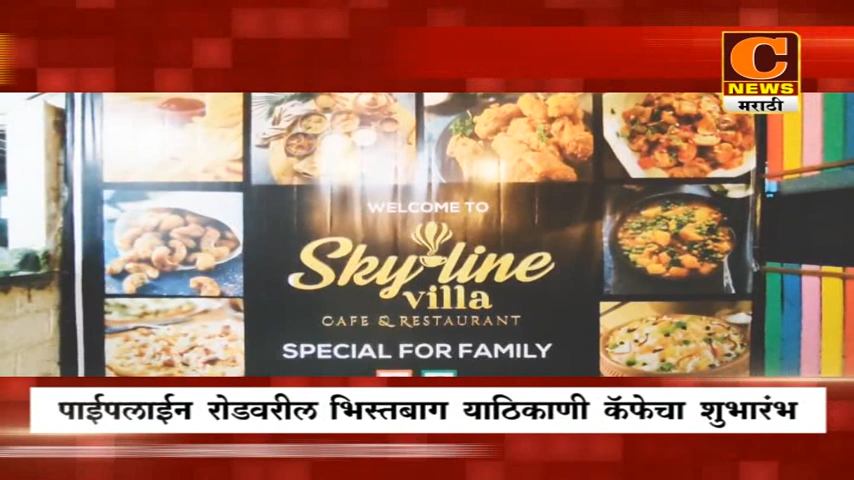 C
NEWS
मराठी
WELCOME TO
Skyline
villa
CAFE & RESTAURANT
SPECIAL FOR FAMILY
पाईपलाईन रोडवरील भिस्तबाग याठिकाणी कॅफेचा शुभारंभ